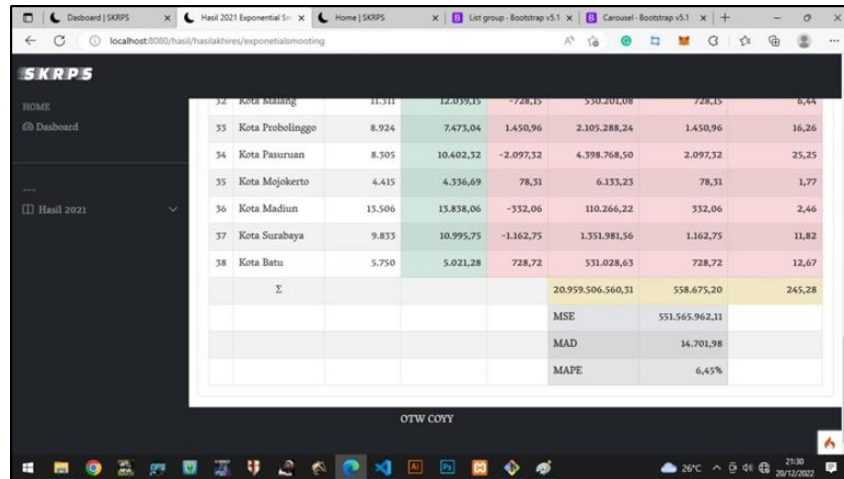 Dasboard | SKRPS
Hasil 2021 Exponential Sm
Home | SKRPS
List group · Bootstrap v5.1
Carousel · Bootstrap v5.1
localhost:8080/hasil/hasilakhires/exponetialsmooting
SKRPS
HOME
Dasboard
---
Hasil 2021
32 Kota Malang 11.311 12.039,15 -728,15 530.201,08 728,15 6,44
33 Kota Probolinggo 8.924 7.473,04 1.450,96 2.105.288,24 1.450,96 16,26
34 Kota Pasuruan 8.305 10.402,32 -2.097,32 4.398.768,50 2.097,32 25,25
35 Kota Mojokerto 4.415 4.336,69 78,31 6.133,23 78,31 1,77
36 Kota Madiun 13.506 13.838,06 -332,06 110.266,22 332,06 2,46
37 Kota Surabaya 9.833 10.995,75 -1.162,75 1.351.981,56 1.162,75 11,82
38 Kota Batu 5.750 5.021,28 728,72 531.028,63 728,72 12,67
Σ 20.959.506.560,31 558.675,20 245,28
MSE 551.565.962,11
MAD 14.701,98
MAPE 6,45%
OTW COYY
26°C
21:30
20/12/2022